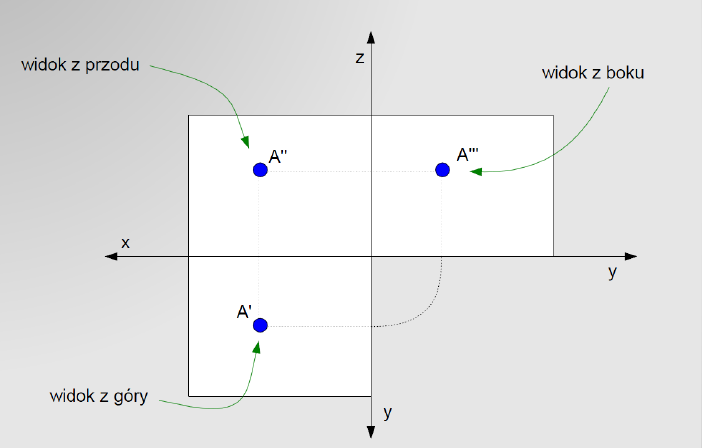 z
widok z przodu
widok z boku
A''
A'''
x
y
A'
widok z góry
y